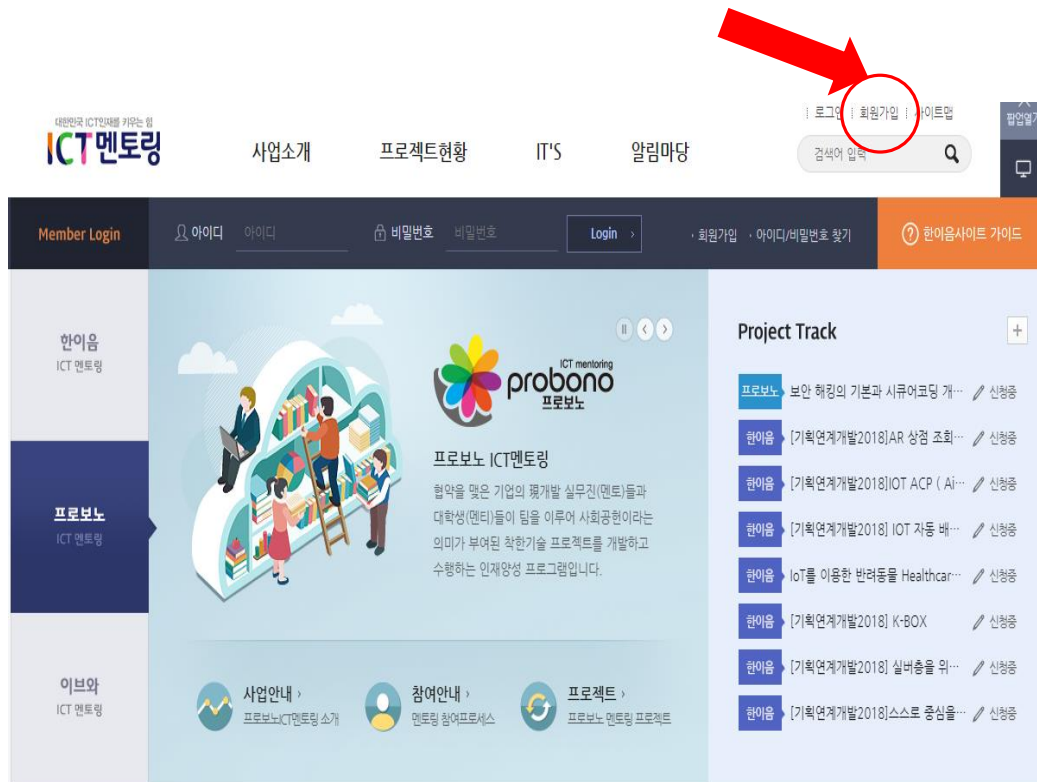 로그인
회원가입
사이트맵
팝업열기
대한민국 ICT인재를 키우는 힘
ICT멘토링
사업소개
프로젝트현황
IT'S
알림마당
검색어 입력
Member Login
아이디
아이디
비밀번호
비밀번호
Login ›
· 회원가입
· 아이디/비밀번호 찾기
? 한이음사이트 가이드
한이음
ICT 멘토링
프로보노
ICT 멘토링
이브와
ICT 멘토링
ICT mentoring
probono
프로보노
프로보노 ICT멘토링
협약을 맺은 기업의 現개발 실무진(멘토)들과
대학생(멘티)들이 팀을 이루어 사회공헌이라는
의미가 부여된 착한기술 프로젝트를 개발하고
수행하는 인재양성 프로그램입니다.
사업안내 ›
프로보노ICT멘토링 소개
참여안내 ›
멘토링 참여프로세스
프로젝트 ›
프로보노 멘토링 프로젝트
Project Track
+
프로보노 보안 해킹의 기본과 시큐어코딩 개… 신청중
한이음 [기획연계개발2018]AR 상점 조회… 신청중
한이음 [기획연계개발2018]IOT ACP ( Ai… 신청중
한이음 [기획연계개발2018] IOT 자동 배… 신청중
한이음 IoT를 이용한 반려동물 Healthcar… 신청중
한이음 [기획연계개발2018] K-BOX 신청중
한이음 [기획연계개발2018] 실버층을 위… 신청중
한이음 [기획연계개발2018]스스로 중심을… 신청중